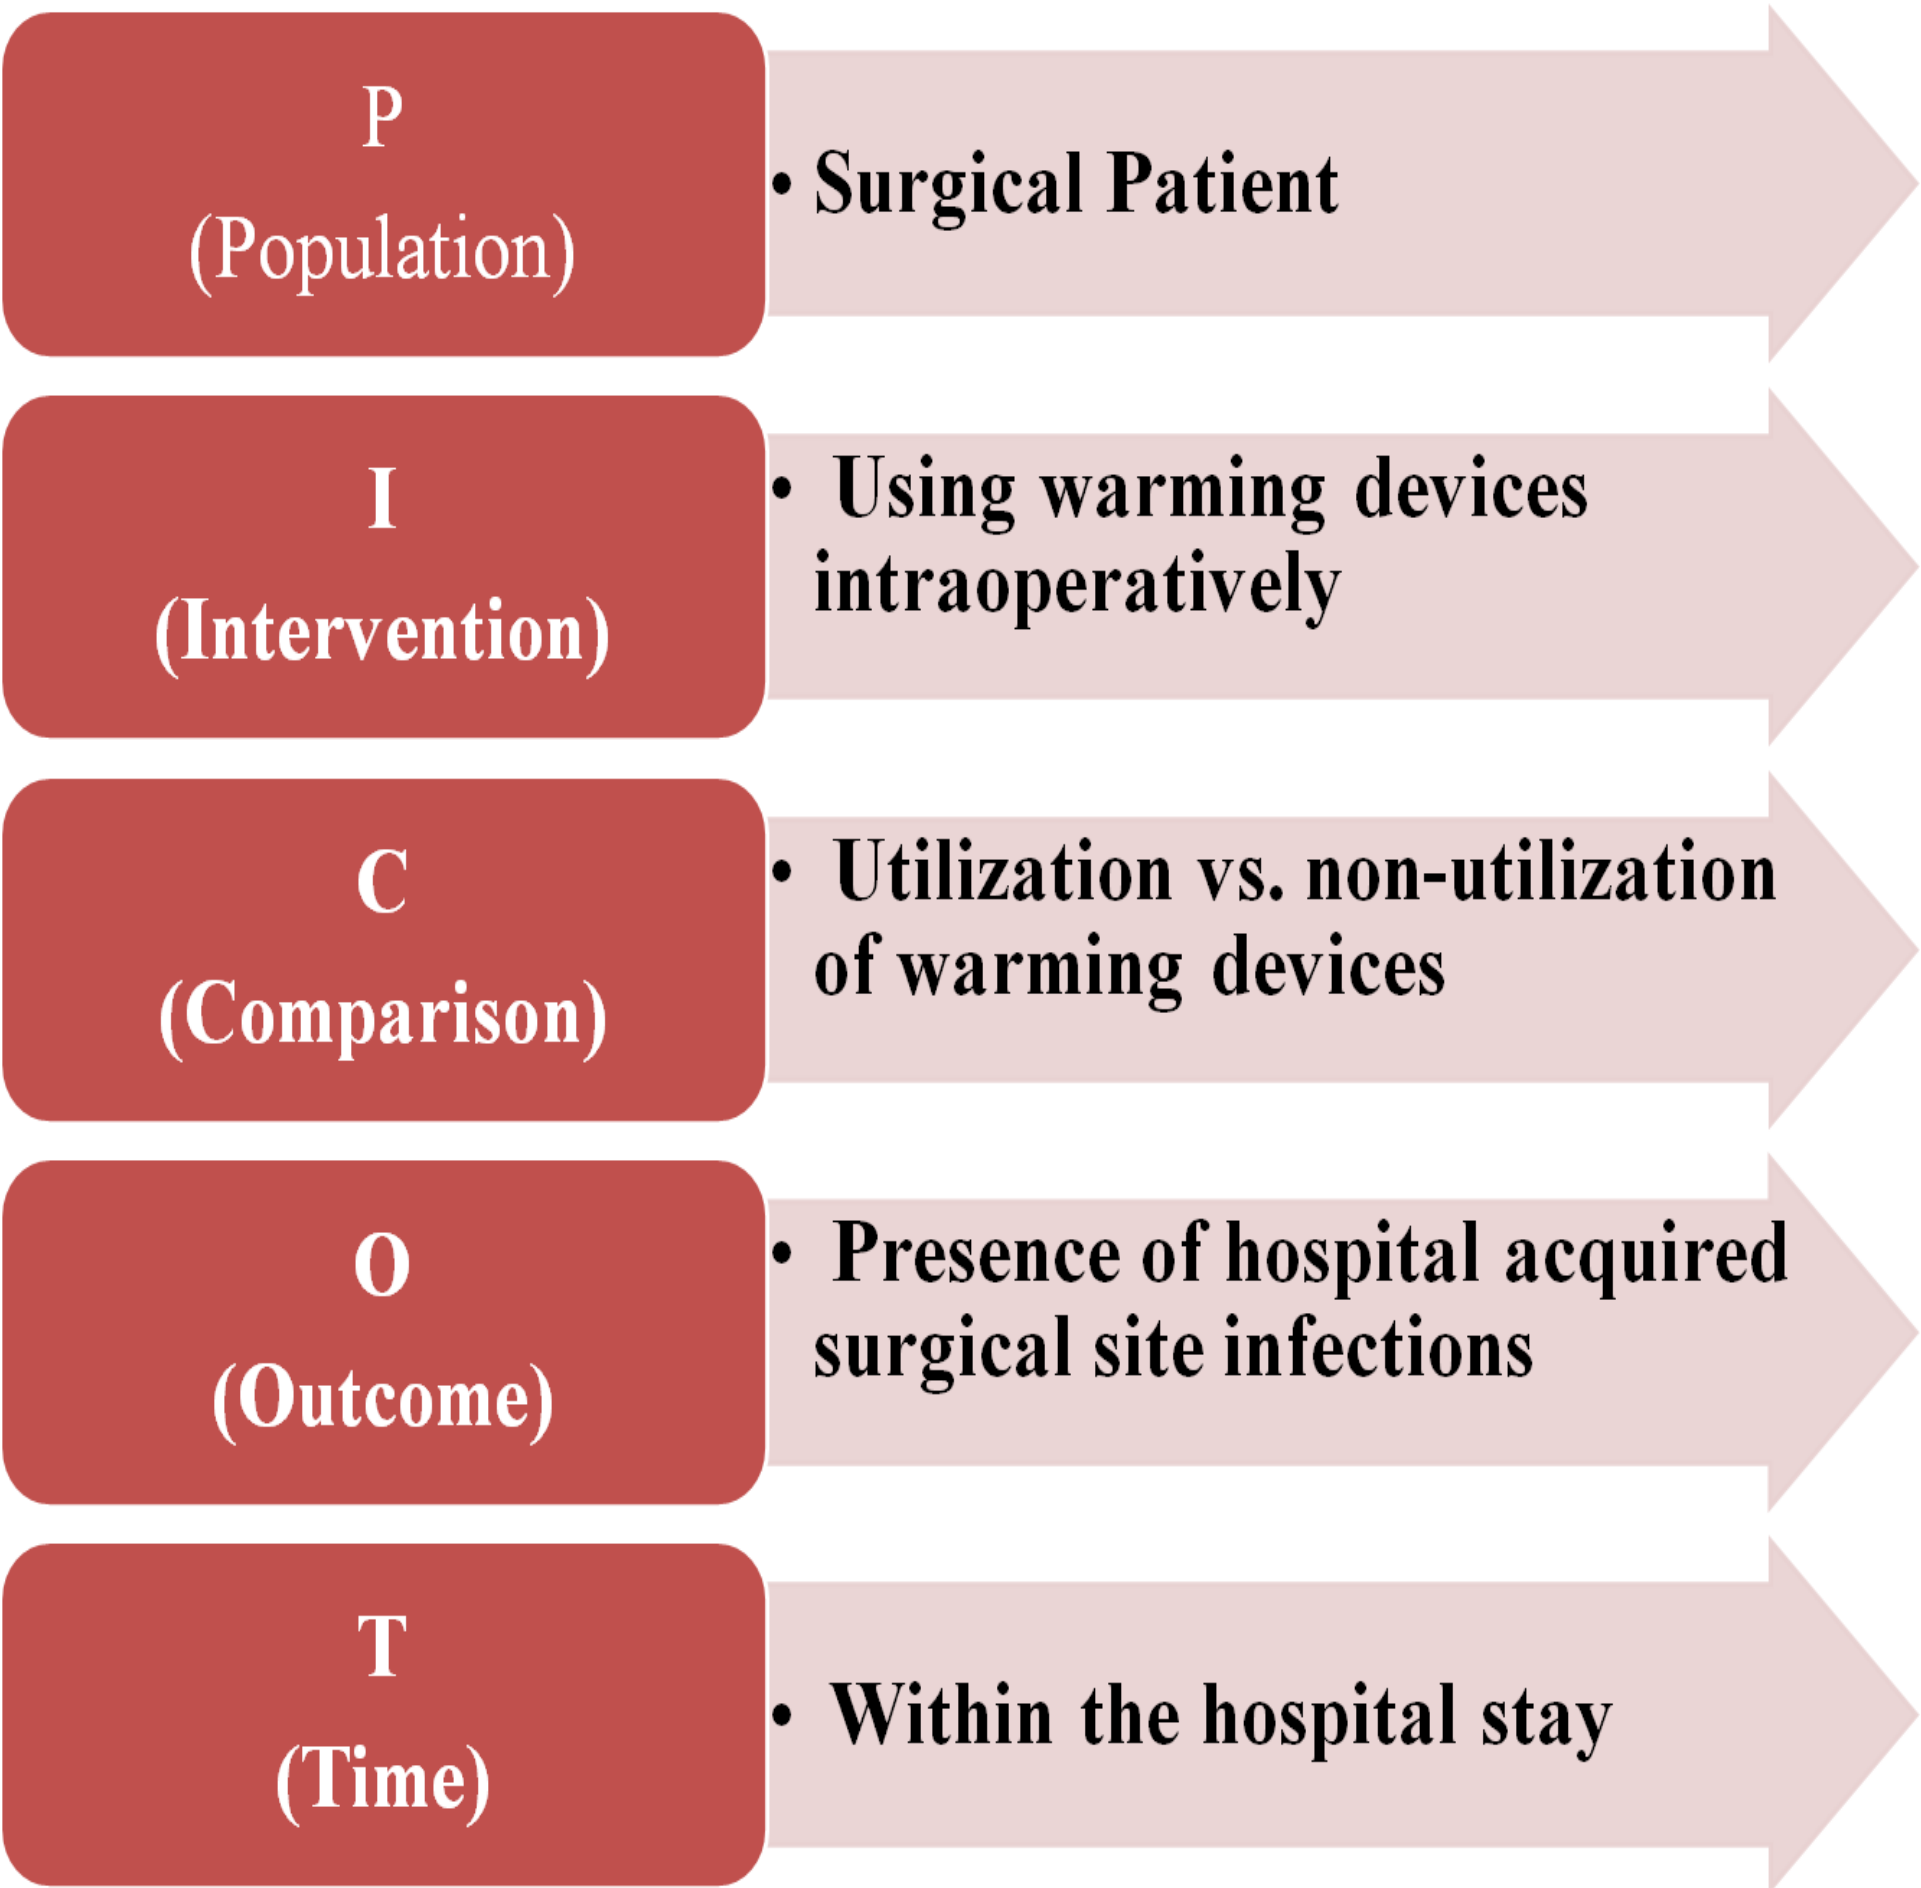 P
(Population)
• Surgical Patient
I
(Intervention)
• Using warming devices
intraoperatively
C
(Comparison)
• Utilization vs. non-utilization
of warming devices
O
(Outcome)
• Presence of hospital acquired
surgical site infections
T
(Time)
• Within the hospital stay